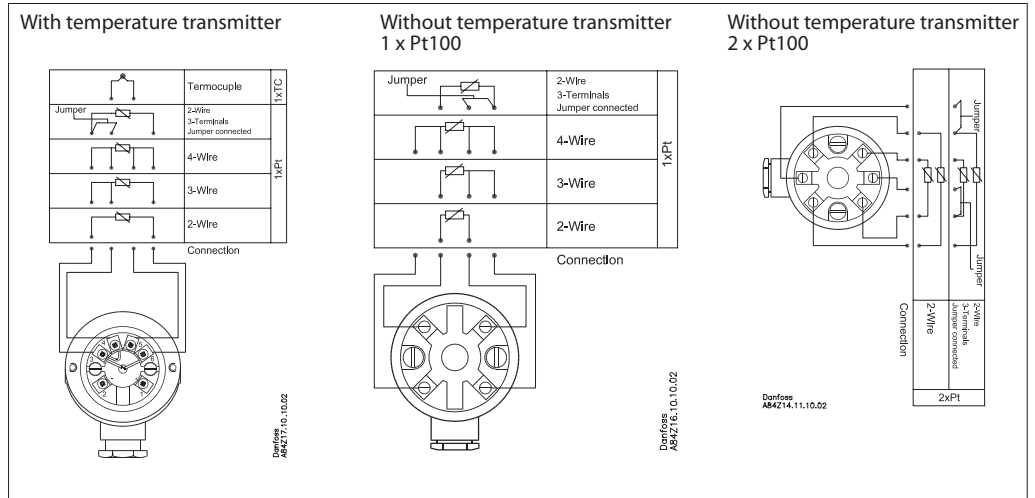 With temperature transmitter
Termocuple
1xTC
Jumper
2-Wire
3-Terminals
Jumper connected
4-Wire
3-Wire
2-Wire
1xPt
Connection
Danfoss
A84Z17.10.10.02
Without temperature transmitter
1 x Pt100
Jumper
2-Wire
3-Terminals
Jumper connected
4-Wire
3-Wire
2-Wire
1xPt
Connection
Danfoss
A84Z16.10.10.02
Without temperature transmitter
2 x Pt100
Jumper
Jumper
Connection
2-Wire
2-Wire
3-Terminals
Jumper connected
2xPt
Danfoss
A84Z14.11.10.02